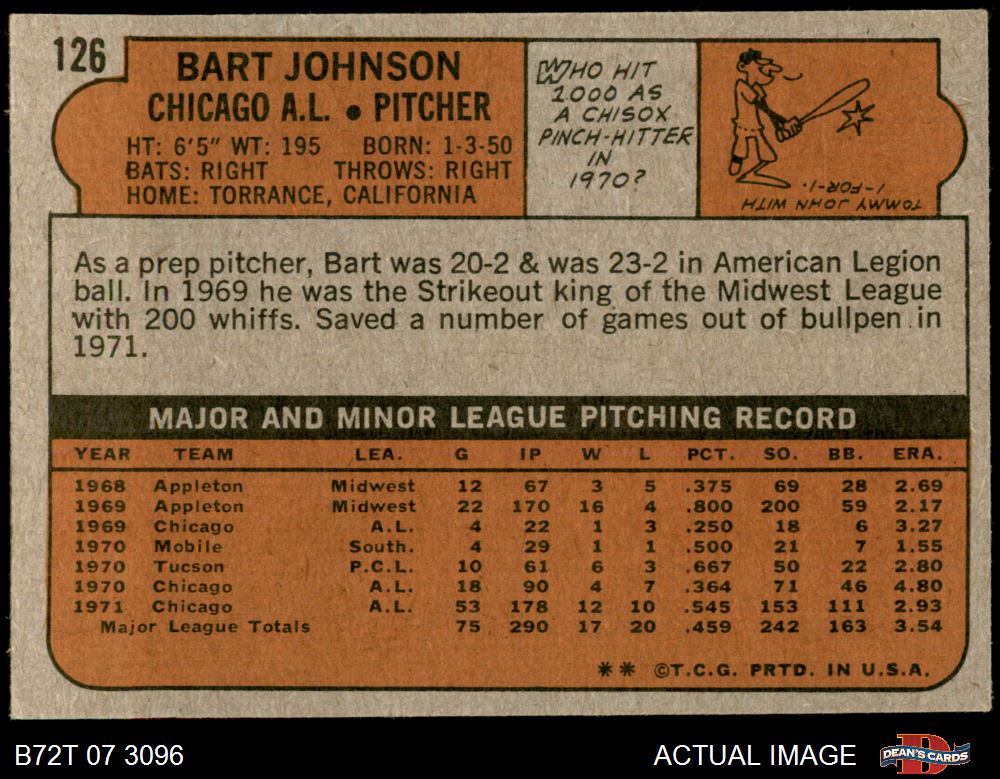 126
BART JOHNSON
CHICAGO A.L. • PITCHER
HT: 6'5" WT: 195 BORN: 1-3-50
BATS: RIGHT THROWS: RIGHT
HOME: TORRANCE, CALIFORNIA
WHO HIT
1.000 AS
A CHISOX
PINCH-HITTER
IN
1970?
TOMMY JOHN WITH
1-FOR-1.
As a prep pitcher, Bart was 20-2 & was 23-2 in American Legion
ball. In 1969 he was the Strikeout king of the Midwest League
with 200 whiffs. Saved a number of games out of bullpen in
1971.
MAJOR AND MINOR LEAGUE PITCHING RECORD
YEAR TEAM LEA. G IP W L PCT. SO. BB. ERA.
1968 Appleton Midwest 12 67 3 5 .375 69 28 2.69
1969 Appleton Midwest 22 170 16 4 .800 200 59 2.17
1969 Chicago A.L. 4 22 1 3 .250 18 6 3.27
1970 Mobile South. 4 29 1 1 .500 21 7 1.55
1970 Tucson P.C.L. 10 61 6 3 .667 50 22 2.80
1970 Chicago A.L. 18 90 4 7 .364 71 46 4.80
1971 Chicago A.L. 53 178 12 10 .545 153 111 2.93
Major League Totals 75 290 17 20 .459 242 163 3.54
** ©T.C.G. PRTD. IN U.S.A.
B72T 07 3096
ACTUAL IMAGE
DEAN'S CARDS